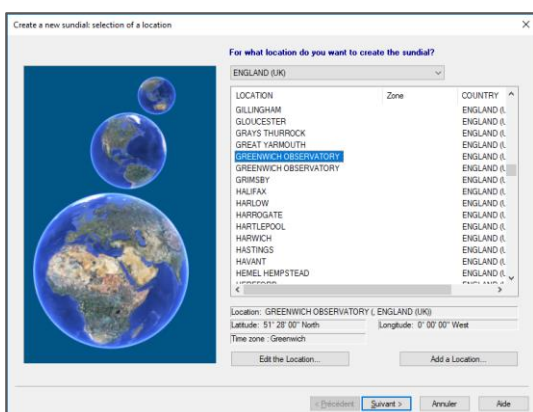 Create a new sundial: selection of a location
For what location do you want to create the sundial?
ENGLAND (UK)
LOCATION Zone COUNTRY
GILLINGHAM ENGLAND (L
GLOUCESTER ENGLAND (L
GRAYS THURROCK ENGLAND (L
GREAT YARMOUTH ENGLAND (L
GREENWICH OBSERVATORY ENGLAND (L
GREENWICH OBSERVATORY ENGLAND (L
GRIMSBY ENGLAND (L
HALIFAX ENGLAND (L
HARLOW ENGLAND (L
HARROGATE ENGLAND (L
HARTLEPOOL ENGLAND (L
HARWICH ENGLAND (L
HASTINGS ENGLAND (L
HAVANT ENGLAND (L
HEMEL HEMPSTEAD ENGLAND (L
Location: GREENWICH OBSERVATORY (, ENGLAND (UK))
Latitude: 51° 28' 00" North Longitude: 0° 00' 00" West
Time zone : Greenwich
Edit the Location... Add a Location...
< Précédent Suivant > Annuler Aide